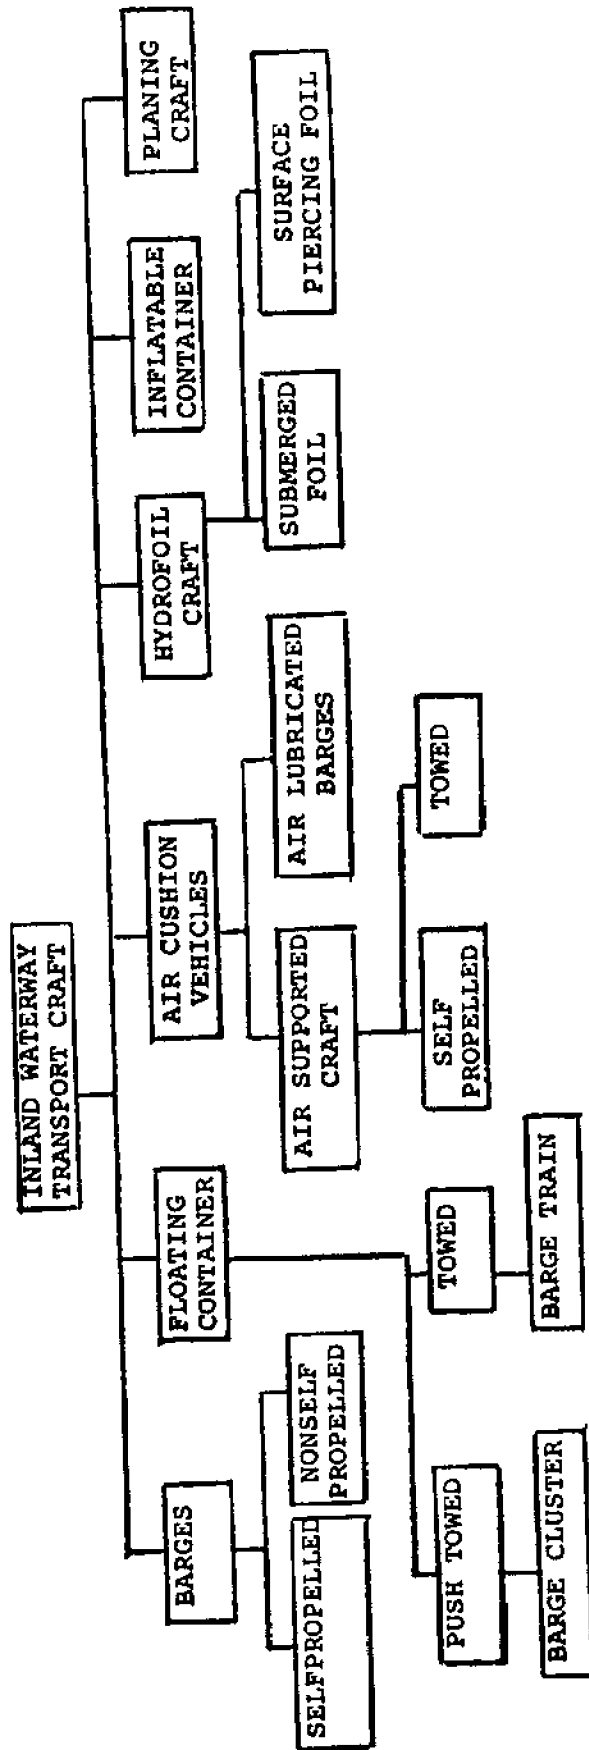 INLAND WATERWAY
TRANSPORT CRAFT
BARGES
FLOATING
CONTAINER
AIR CUSHION
VEHICLES
HYDROFOIL
CRAFT
INFLATABLE
CONTAINER
PLANING
CRAFT
SELFPROPELLED
NONSELF
PROPELLED
AIR SUPPORTED
CRAFT
AIR LUBRICATED
BARGES
SUBMERGED
FOIL
SURFACE
PIERCING FOIL
PUSH TOWED
TOWED
SELF
PROPELLED
TOWED
BARGE CLUSTER
BARGE TRAIN